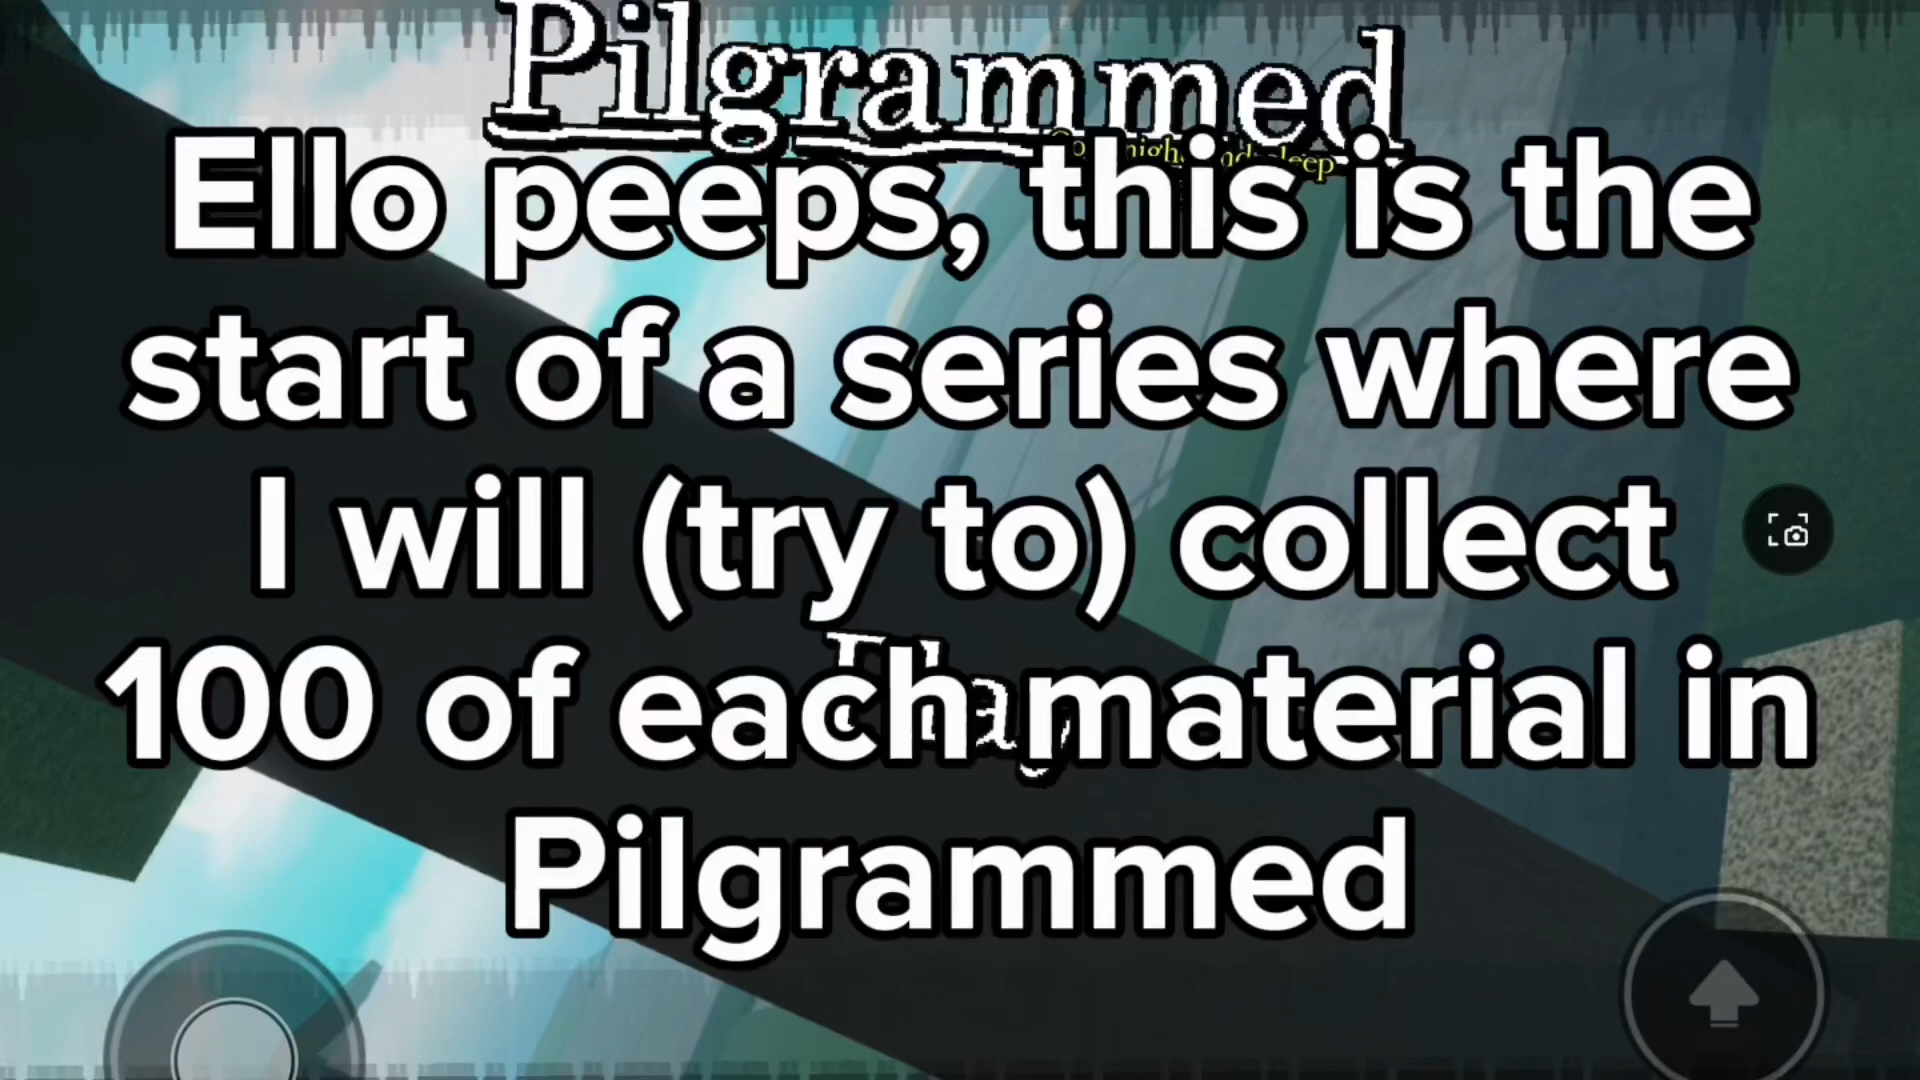 Pilgrammed
Ello peeps, this is the
start of a series where
I will (try to) collect
100 of each material in
Pilgrammed
Play